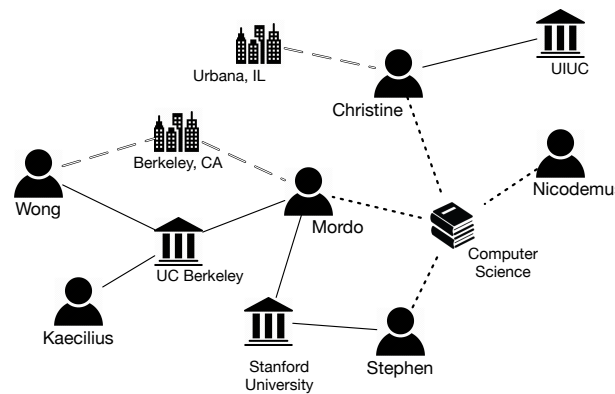 Urbana, IL
UIUC
Christine
Berkeley, CA
Nicodemu
Wong
Mordo
Computer
Science
UC Berkeley
Kaecilius
Stanford
University
Stephen